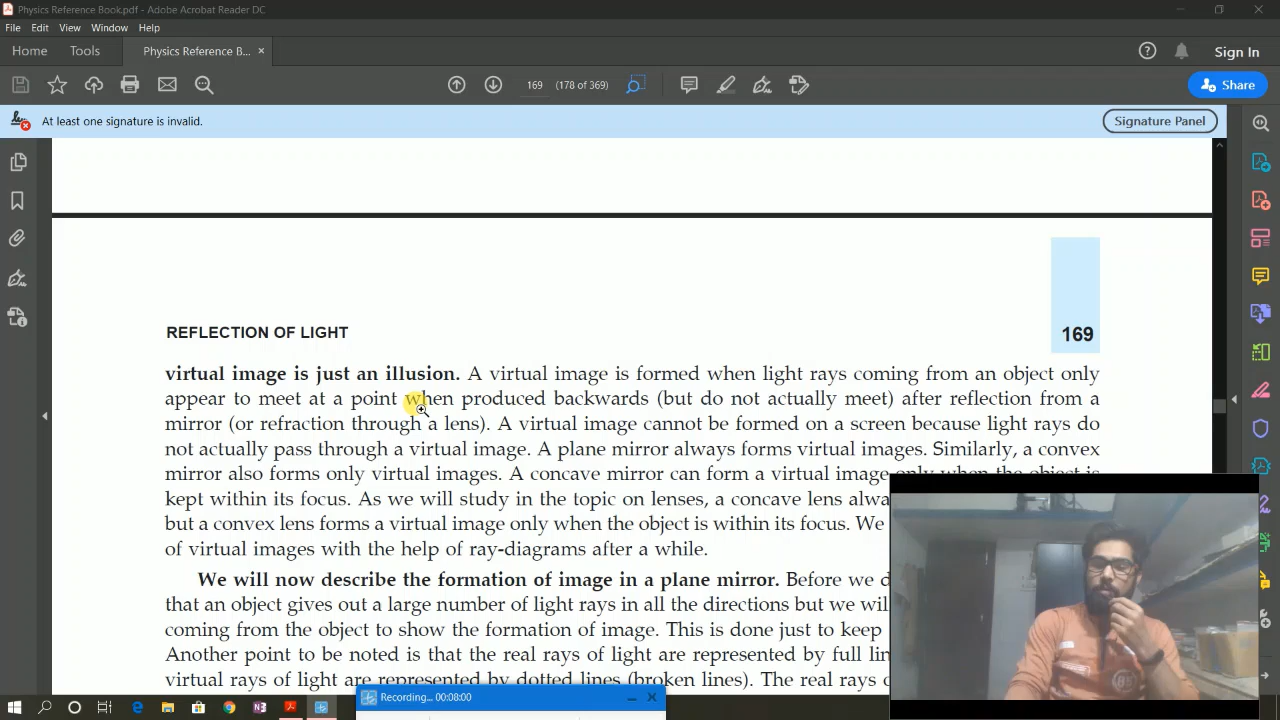 Physics Reference Book.pdf - Adobe Acrobat Reader DC
File Edit View Window Help
Home Tools Physics Reference B... × Sign In
169 (178 of 369) Share
At least one signature is invalid. Signature Panel
REFLECTION OF LIGHT 169
virtual image is just an illusion. A virtual image is formed when light rays coming from an object only
appear to meet at a point when produced backwards (but do not actually meet) after reflection from a
mirror (or refraction through a lens). A virtual image cannot be formed on a screen because light rays do
not actually pass through a virtual image. A plane mirror always forms virtual images. Similarly, a convex
mirror also forms only virtual images. A concave mirror can form a virtual image only when the object is
kept within its focus. As we will study in the topic on lenses, a concave lens alwa
but a convex lens forms a virtual image only when the object is within its focus. We
of virtual images with the help of ray-diagrams after a while.
We will now describe the formation of image in a plane mirror. Before we d
that an object gives out a large number of light rays in all the directions but we wil
coming from the object to show the formation of image. This is done just to keep
Another point to be noted is that the real rays of light are represented by full lin
virtual rays of light are represented by dotted lines (broken lines). The real rays o
Recording... 00:08:00